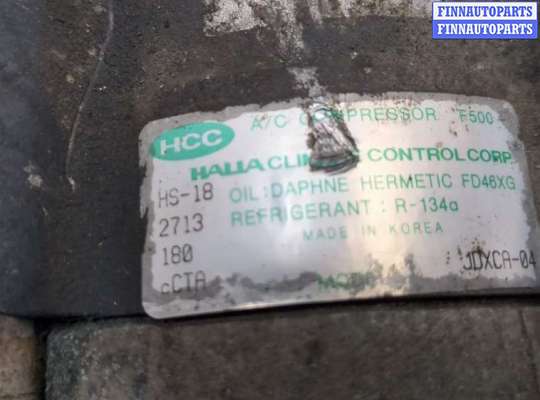 FINNAUTOPARTS
FINNAUTOPARTS
HCC
A/C COMPRESSOR F500
HALLA CONTROL CORP.
HS-18 OIL : DAPHNE HERMETIC FD46XG
2713 REFRIGERANT : R-134a
180 MADE IN KOREA
cCTA
JDXCA-04